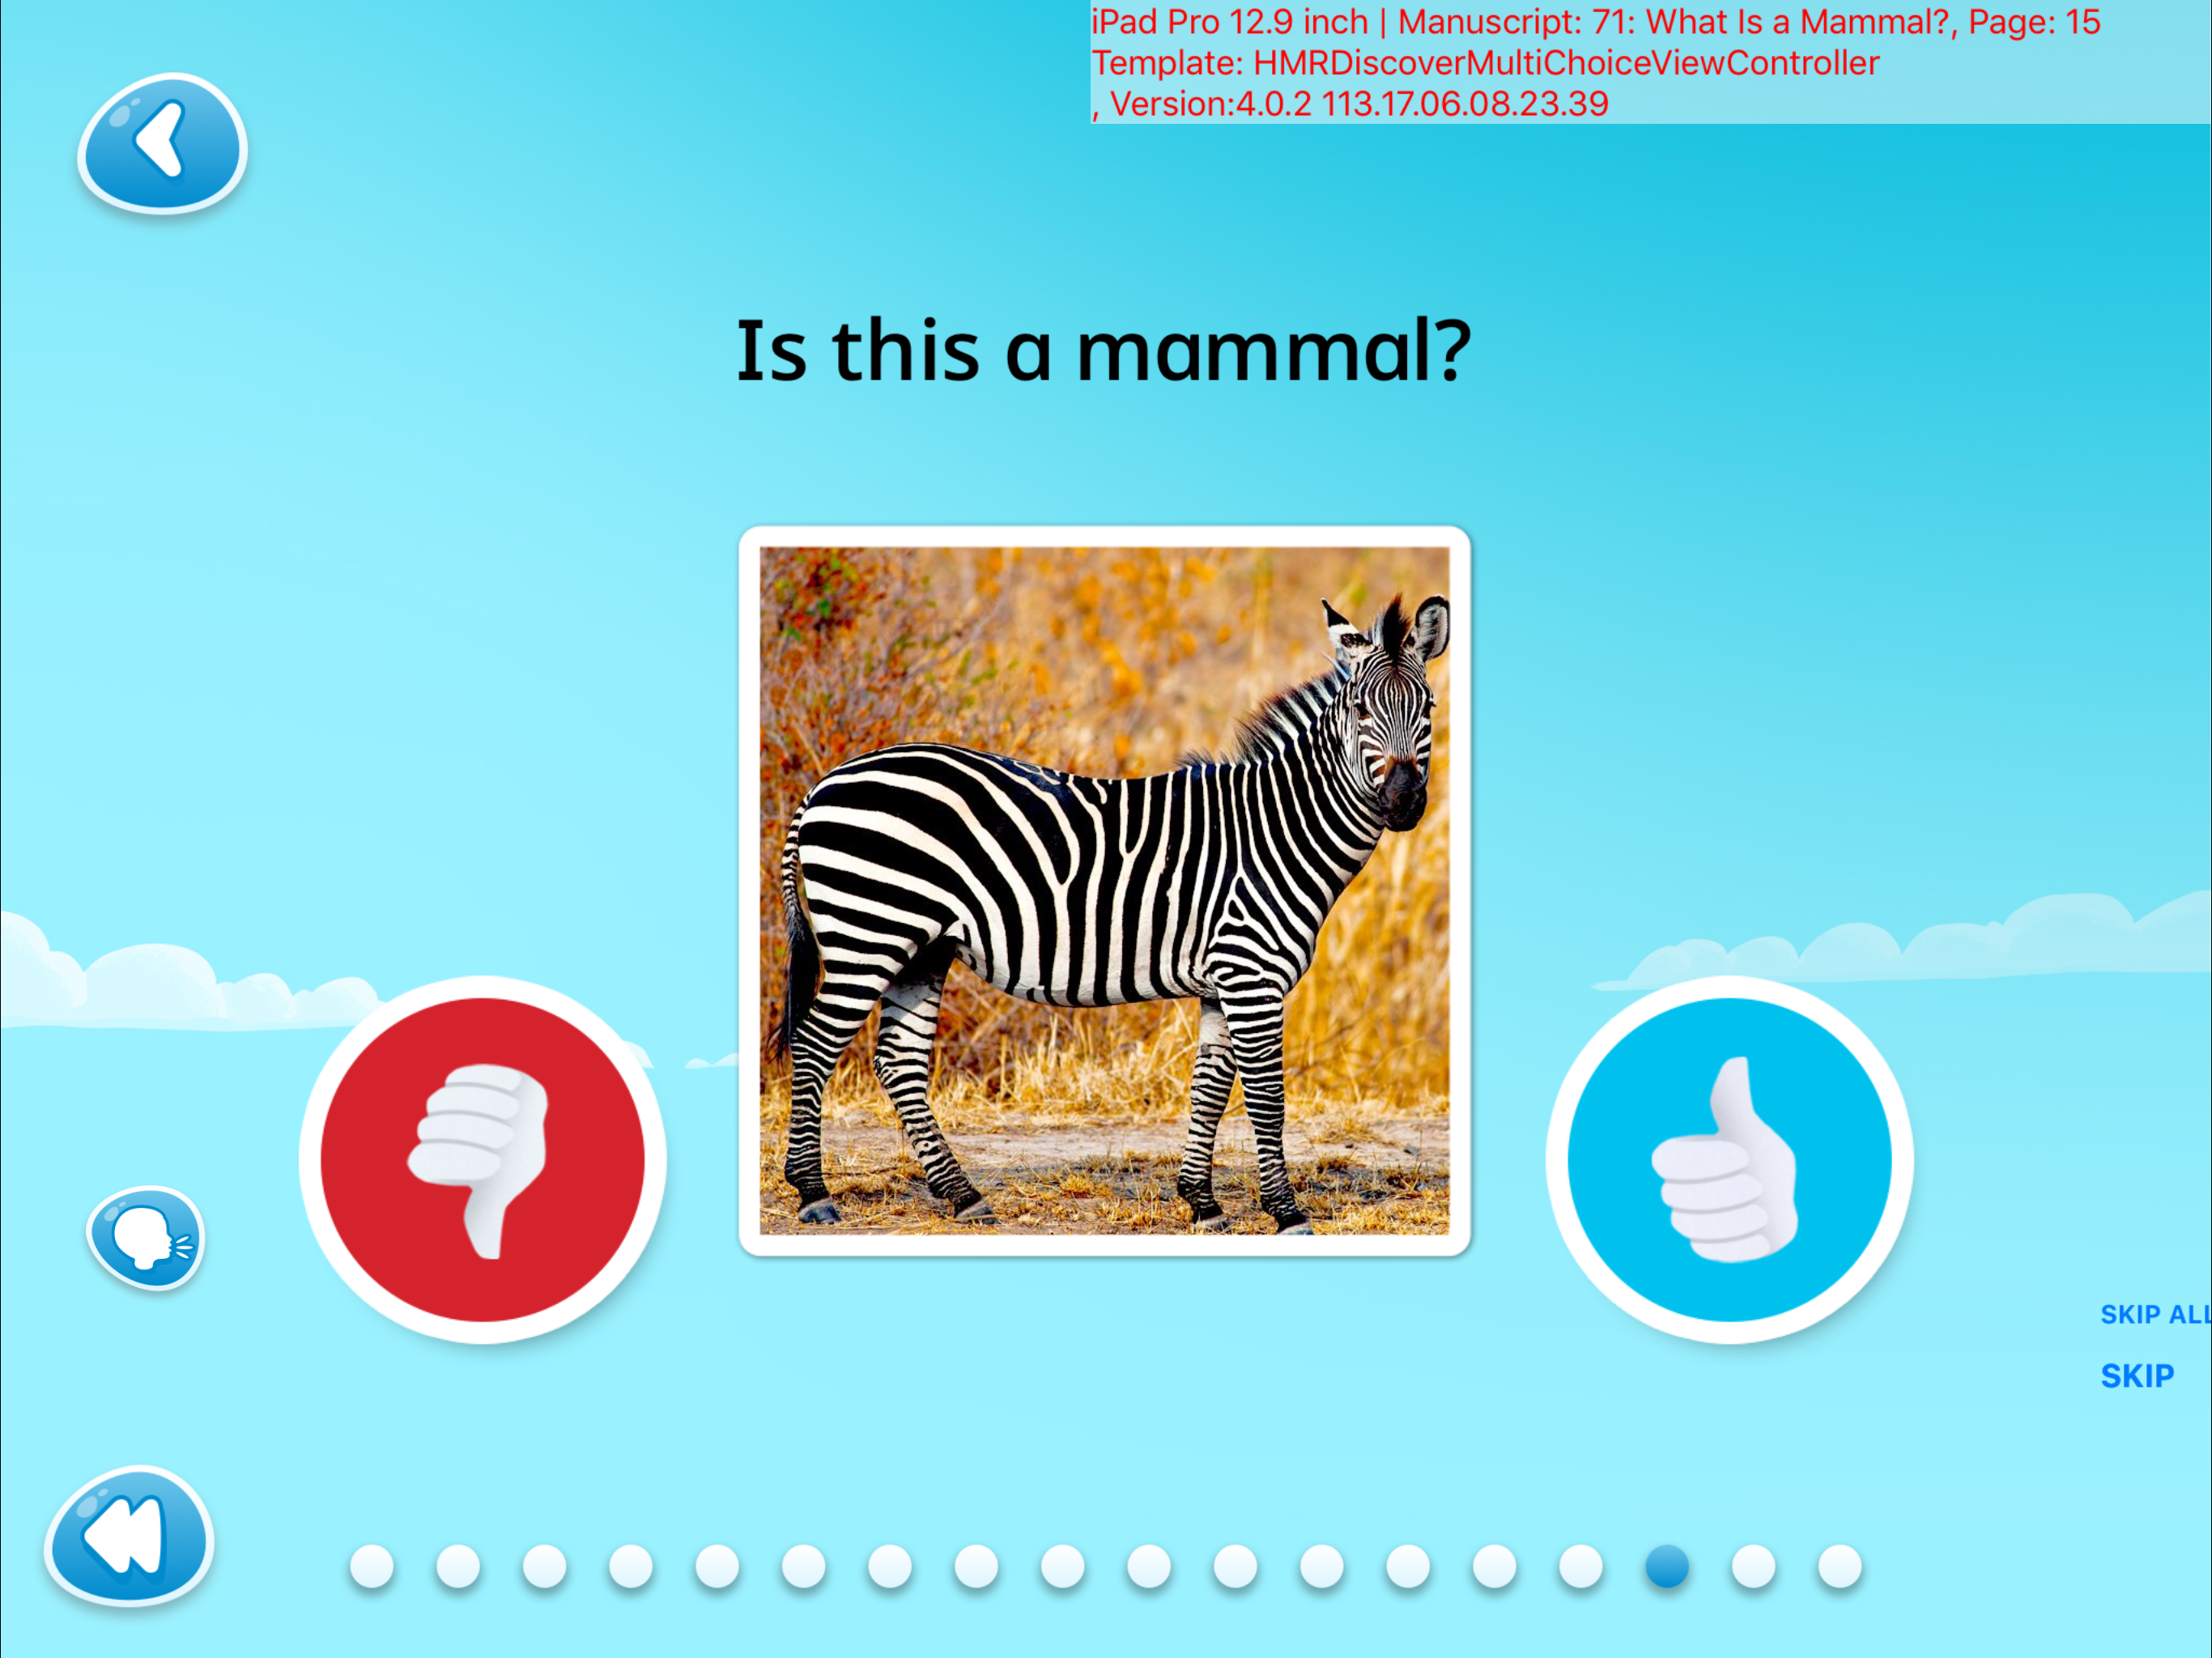 iPad Pro 12.9 inch | Manuscript: 71: What Is a Mammal?, Page: 15
Template: HMRDiscoverMultiChoiceViewController
, Version:4.0.2 113.17.06.08.23.39
Is this a mammal?
SKIP ALL
SKIP